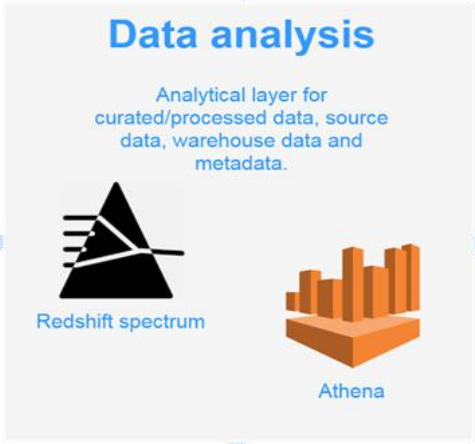 Data analysis
Analytical layer for
curated/processed data, source
data, warehouse data and
metadata.
Redshift spectrum
Athena